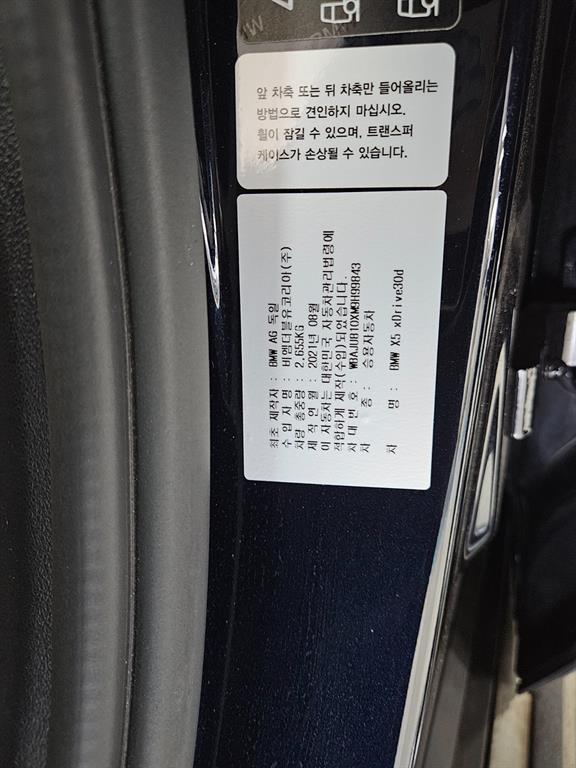 앞 차축 또는 뒤 차축만 들어올리는
방법으로 견인하지 마십시오.
휠이 잠길 수 있으며, 트랜스퍼
케이스가 손상될 수 있습니다.
최초 제작자 : BMW AG 독일
수 입 자 명 : 비엠더블유코리아(주)
차량 총중량 : 2,655KG
제 작 연 월 : 2021년 08월
이 자동차는 대한민국 자동차관리법령에
적합하게 제작(수입)되었습니다.
차 대 번 호 : WBAJU810XM9H99843
차 종 : 승용자동차
차 명 : BMW X5 xDrive30d